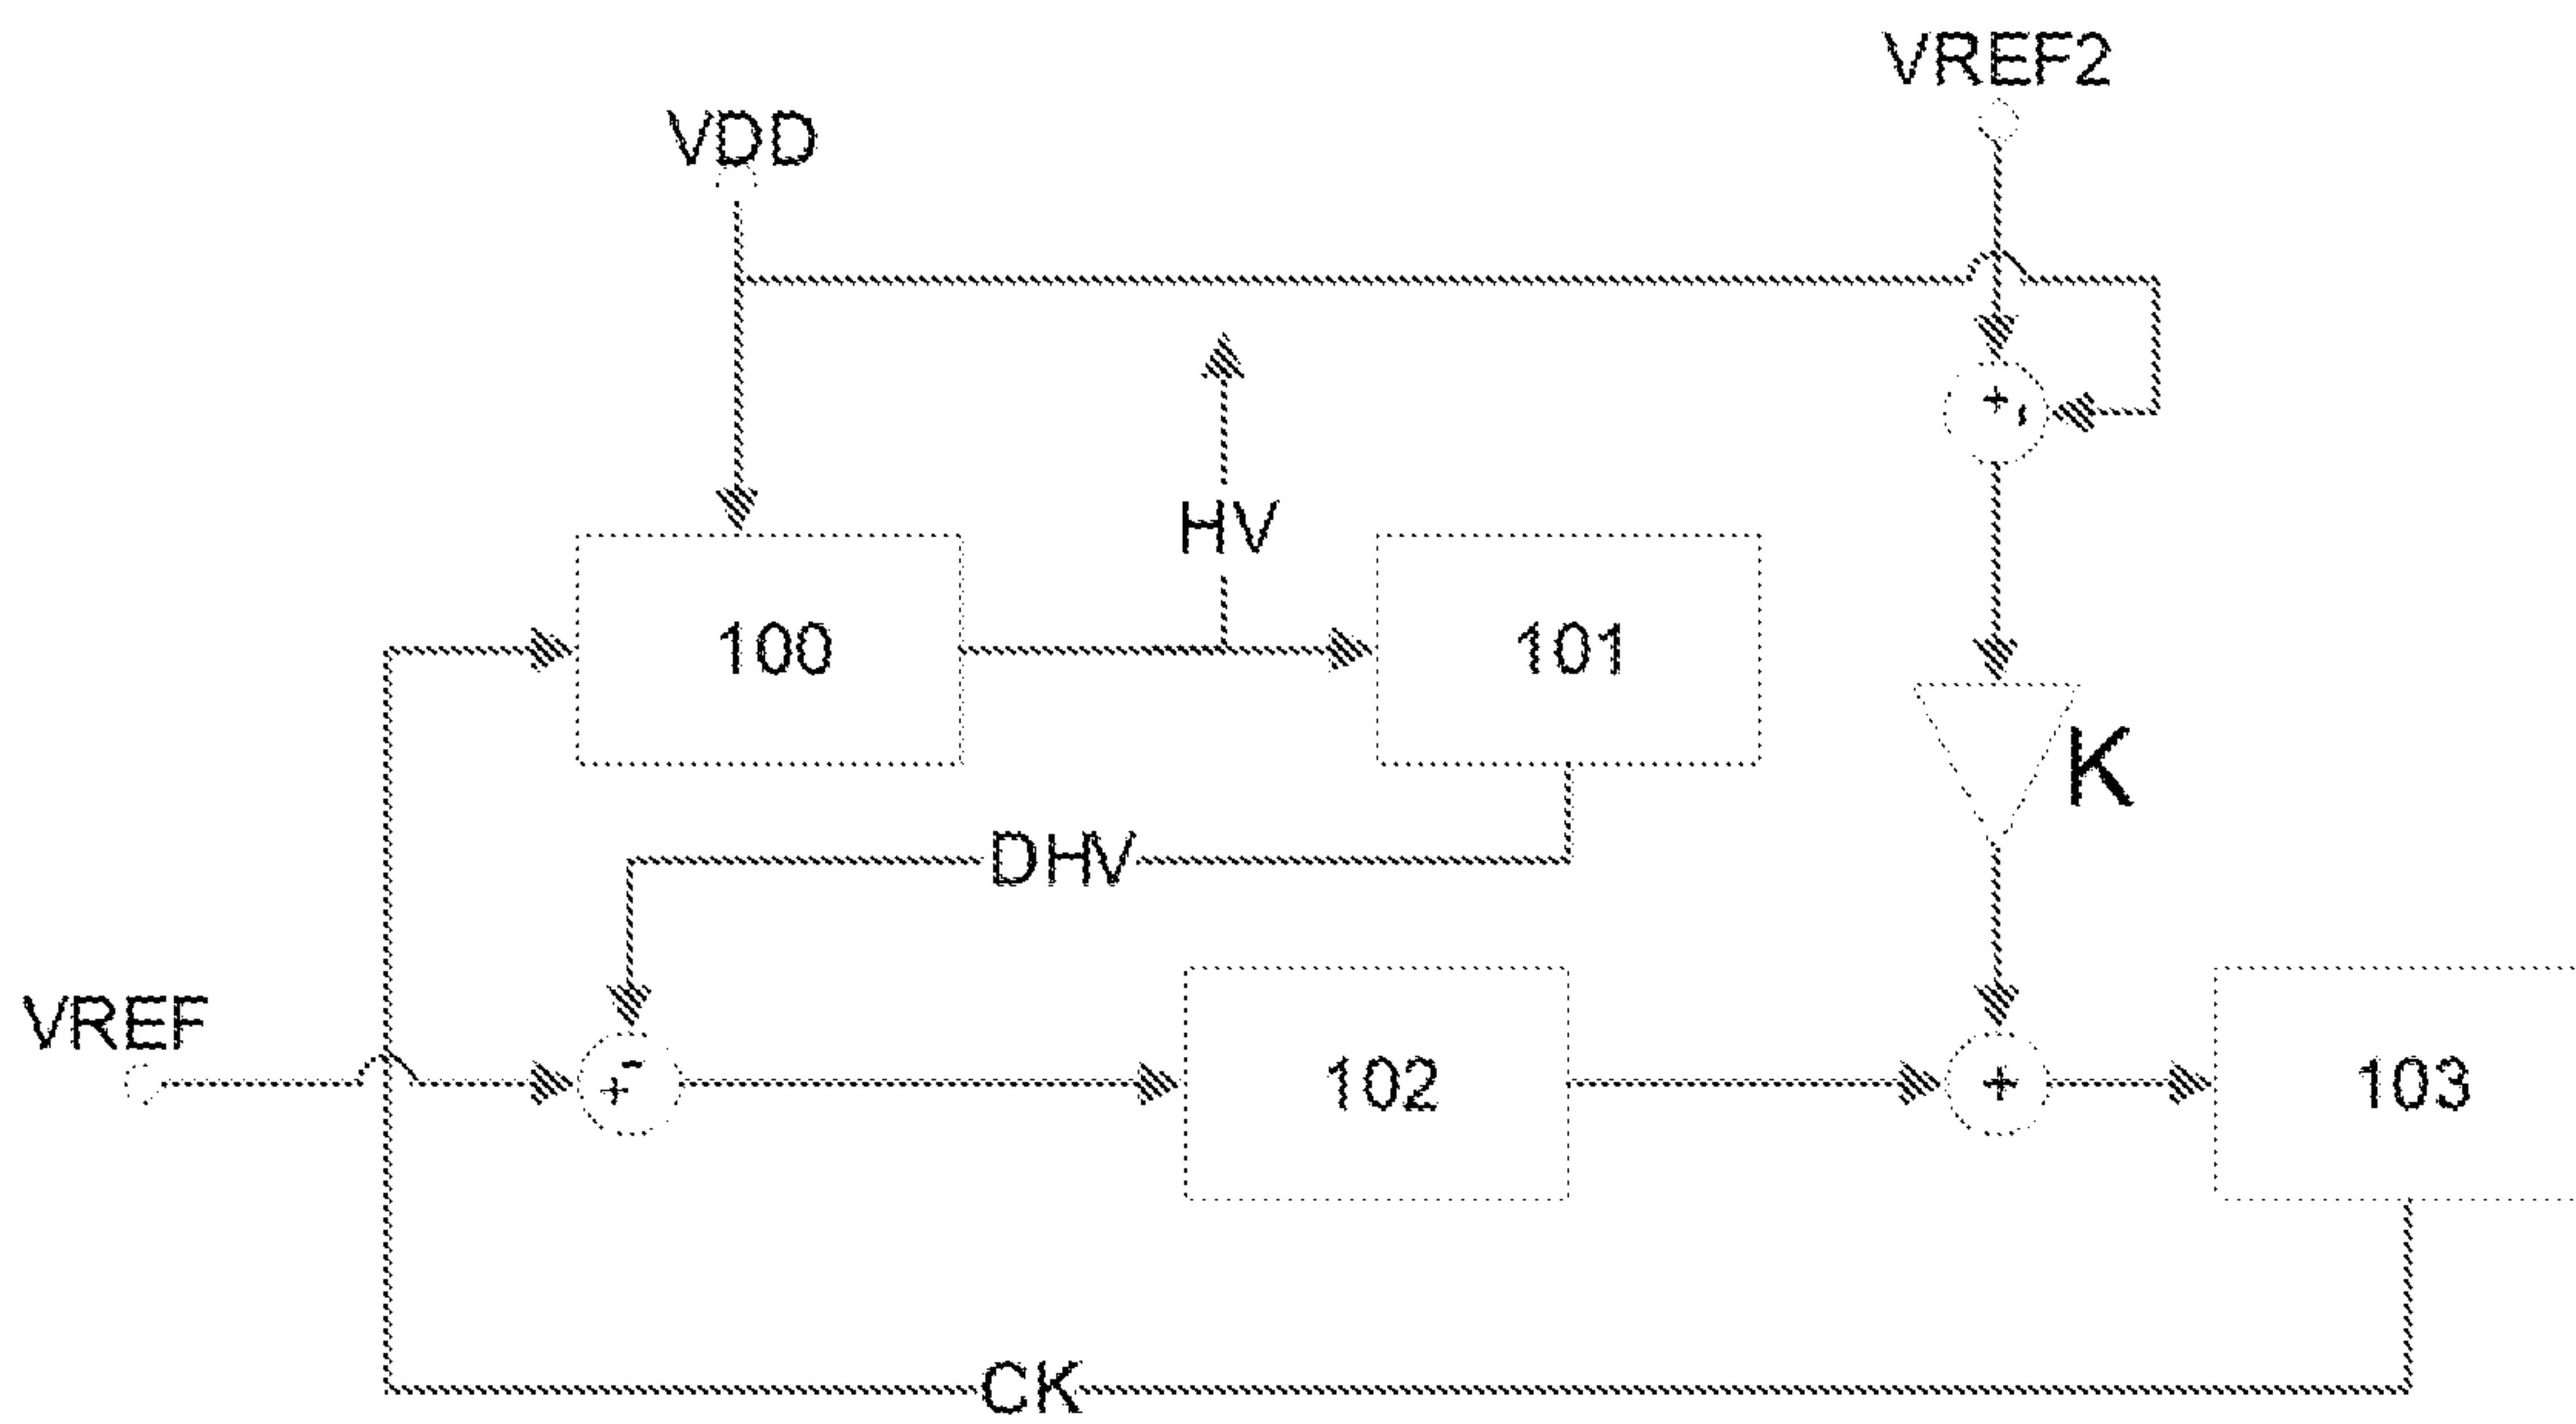 VREF2
VDD
+
-
HV
100
101
K
DHV
VREF
+
-
102
+
103
CK